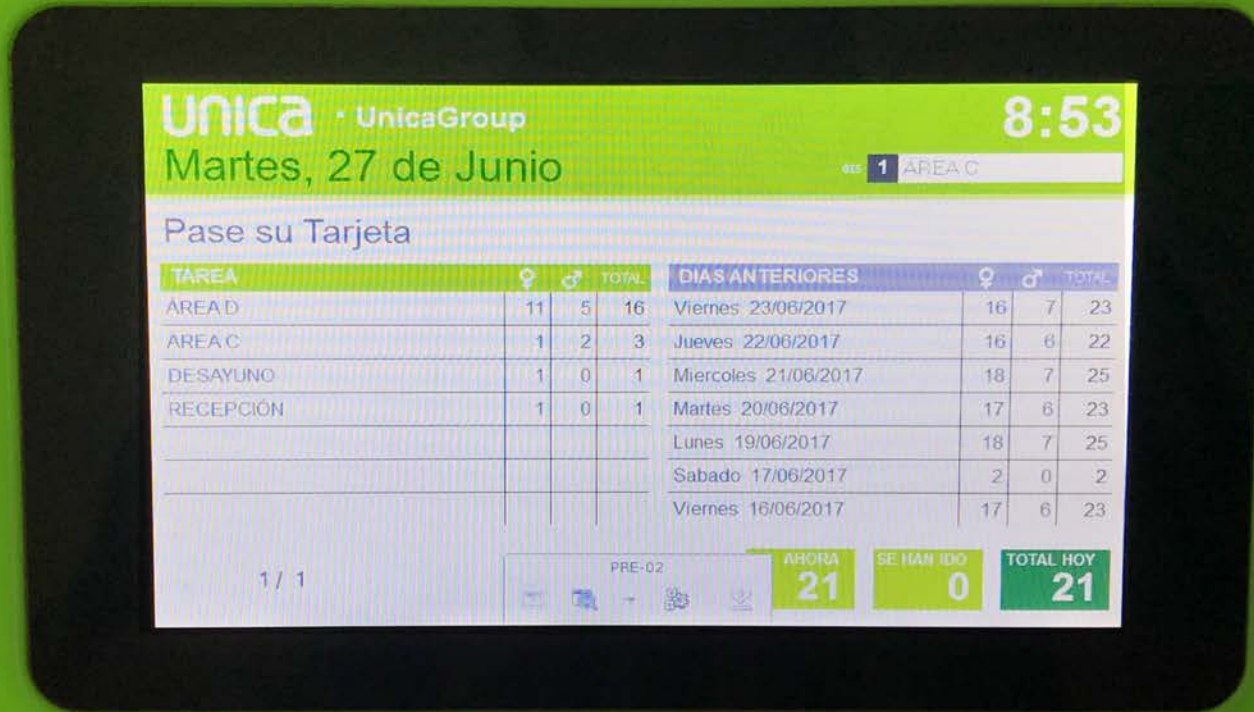 unica · UnicaGroup
8:53
Martes, 27 de Junio
1 AREA C
Pase su Tarjeta
TAREA ♀ ♂ TOTAL
AREA D 11 5 16
AREA C 1 2 3
DESAYUNO 1 0 1
RECEPCIÓN 1 0 1
DIAS ANTERIORES ♀ ♂ TOTAL
Viernes 23/06/2017 16 7 23
Jueves 22/06/2017 16 6 22
Miercoles 21/06/2017 18 7 25
Martes 20/06/2017 17 6 23
Lunes 19/06/2017 18 7 25
Sabado 17/06/2017 2 0 2
Viernes 16/06/2017 17 6 23
1 / 1
PRE-02
AHORA
21
SE HAN IDO
0
TOTAL HOY
21